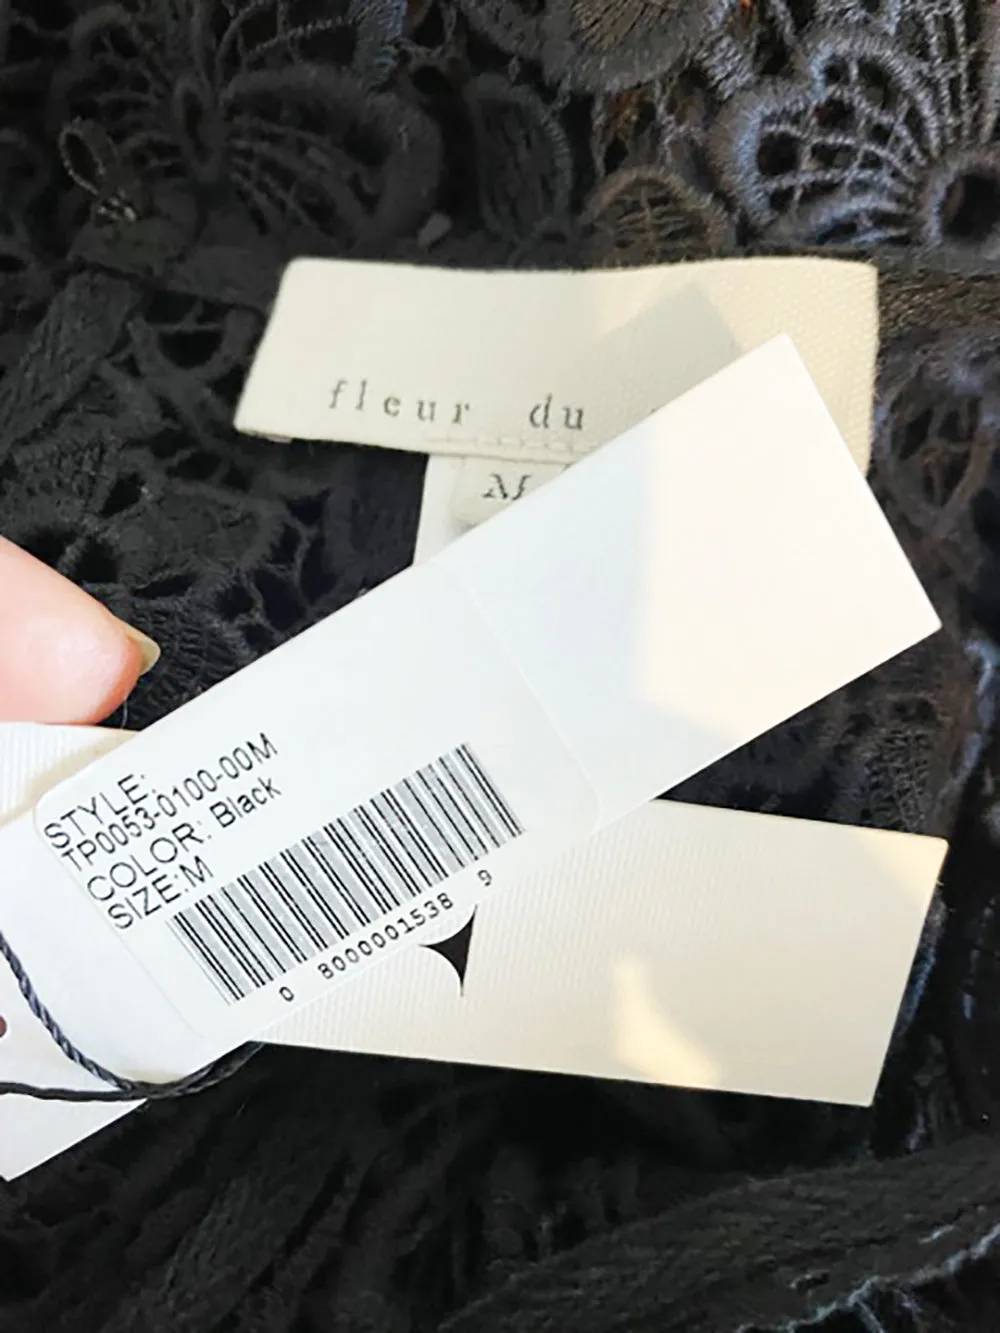 fleur du
M
STYLE:
TP0053-0100-00M
COLOR: Black
SIZE:M
0 8000001538 9